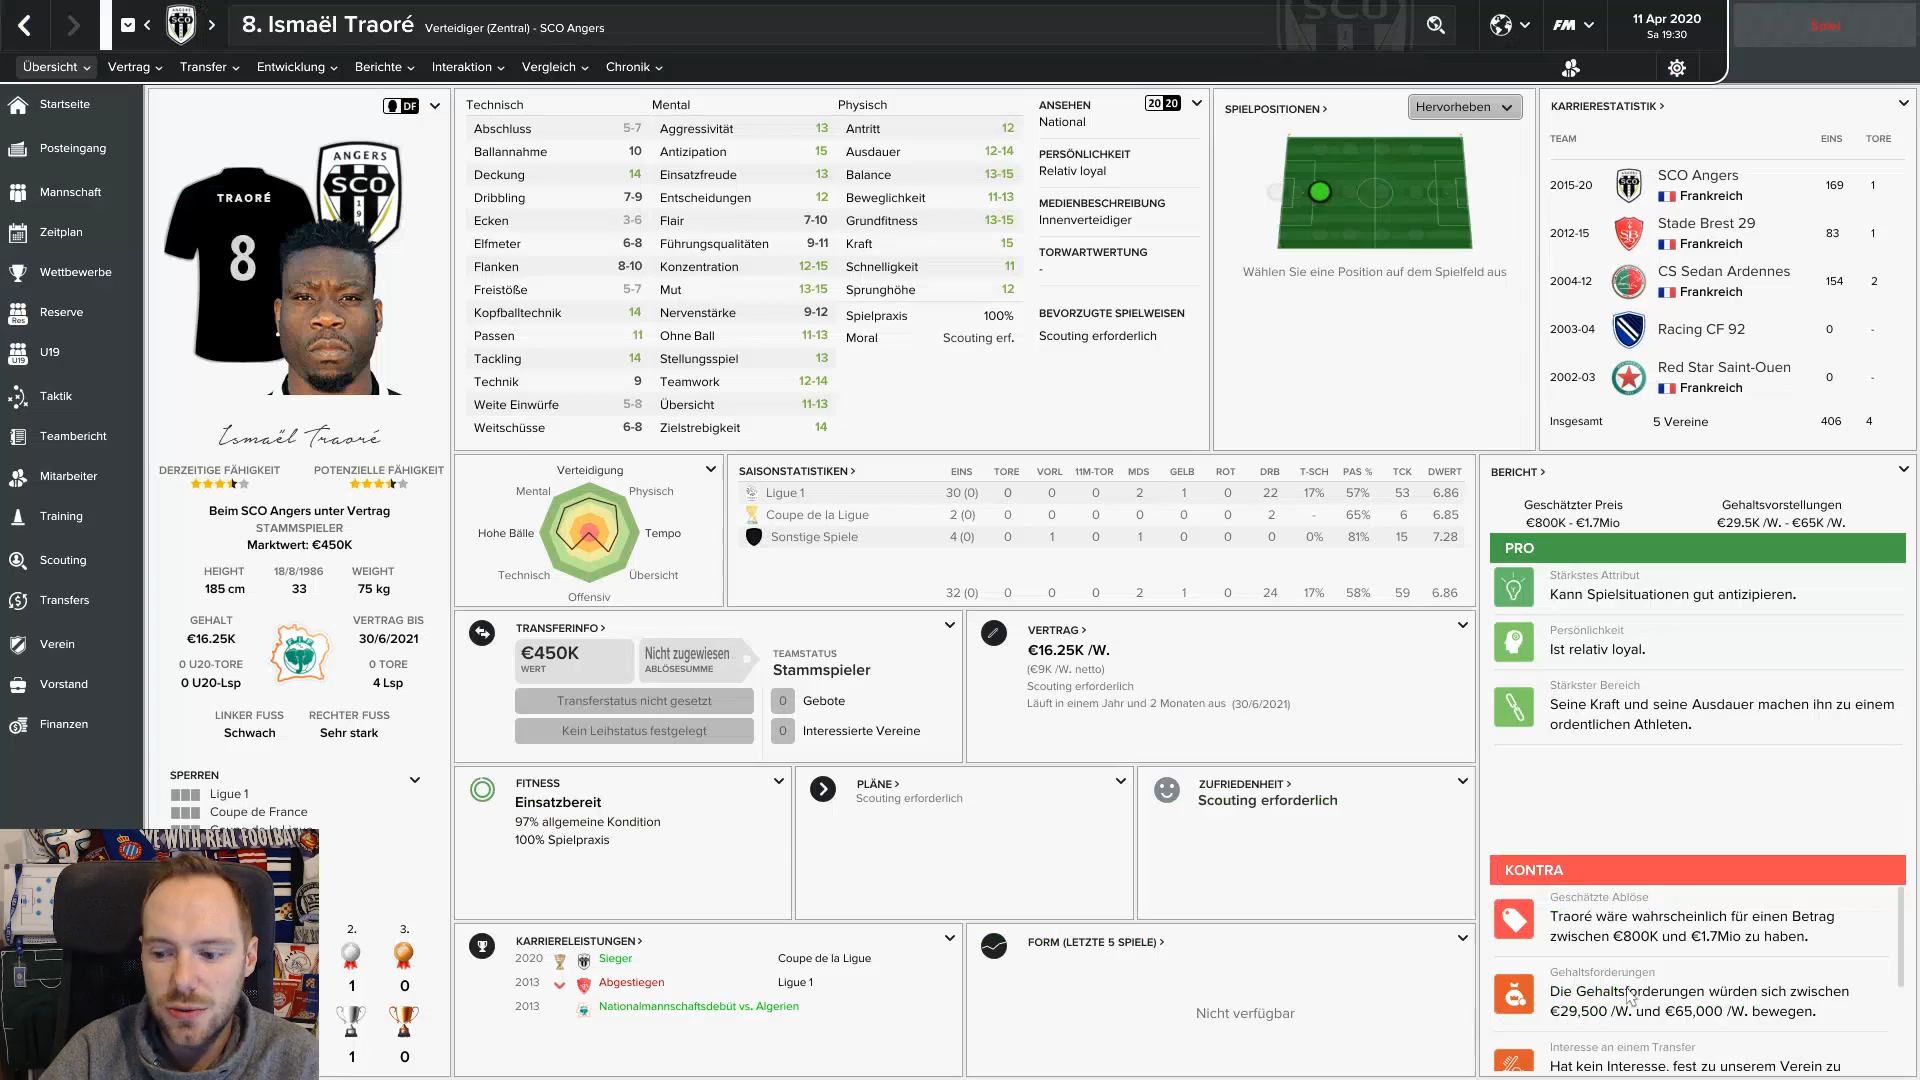 8. Ismaël Traoré
Verteidiger (Zentral) - SCO Angers
FM
11 Apr 2020
Sa 19:30
Spiel
Übersicht
Vertrag
Transfer
Entwicklung
Berichte
Interaktion
Vergleich
Chronik
Startseite
Posteingang
Mannschaft
Zeitplan
Wettbewerbe
Reserve
U19
Taktik
Teambericht
Mitarbeiter
Training
Scouting
Transfers
Verein
Vorstand
Finanzen
DF
TRAORÉ
8
ANGERS
SCO
19
Ismaël Traoré
DERZEITIGE FÄHIGKEIT
POTENZIELLE FÄHIGKEIT
Beim SCO Angers unter Vertrag
STAMMSPIELER
Marktwert: €450K
HEIGHT 18/8/1986 WEIGHT
185 cm 33 75 kg
GEHALT VERTRAG BIS
€16.25K 30/6/2021
0 U20-TORE 0 TORE
0 U20-Lsp 4 Lsp
LINKER FUSS RECHTER FUSS
Schwach Sehr stark
SPERREN
Ligue 1
Coupe de France
2. 3.
1 0
1 0
Technisch
Abschluss 5-7
Ballannahme 10
Deckung 14
Dribbling 7-9
Ecken 3-6
Elfmeter 6-8
Flanken 8-10
Freistöße 5-7
Kopfballtechnik 14
Passen 11
Tackling 14
Technik 9
Weite Einwürfe 5-8
Weitschüsse 6-8
Mental
Aggressivität 13
Antizipation 15
Einsatzfreude 13
Entscheidungen 12
Flair 7-10
Führungsqualitäten 9-11
Konzentration 12-15
Mut 13-15
Nervenstärke 9-12
Ohne Ball 11-13
Stellungsspiel 13
Teamwork 12-14
Übersicht 11-13
Zielstrebigkeit 14
Physisch
Antritt 12
Ausdauer 12-14
Balance 13-15
Beweglichkeit 11-13
Grundfitness 13-15
Kraft 15
Schnelligkeit 11
Sprunghöhe 12
Spielpraxis 100%
Moral Scouting erf.
ANSEHEN 20 20
National
PERSÖNLICHKEIT
Relativ loyal
MEDIENBESCHREIBUNG
Innenverteidiger
TORWARTWERTUNG
-
BEVORZUGTE SPIELWEISEN
Scouting erforderlich
SPIELPOSITIONEN >
Hervorheben
Wählen Sie eine Position auf dem Spielfeld aus
KARRIERESTATISTIK >
TEAM EINS TORE
2015-20 SCO Angers 169 1
Frankreich
2012-15 Stade Brest 29 83 1
Frankreich
2004-12 CS Sedan Ardennes 154 2
Frankreich
2003-04 Racing CF 92 0 -
2002-03 Red Star Saint-Ouen 0 -
Frankreich
Insgesamt 5 Vereine 406 4
Verteidigung
Mental Physisch
Hohe Bälle Tempo
Technisch Übersicht
Offensiv
SAISONSTATISTIKEN > EINS TORE VORL 11M-TOR MDS GELB ROT DRB T-SCH PAS % TCK DWERT
Ligue 1 30 (0) 0 0 0 2 1 0 22 17% 57% 53 6.86
Coupe de la Ligue 2 (0) 0 0 0 0 0 0 2 - 65% 6 6.85
Sonstige Spiele 4 (0) 0 1 0 1 0 0 0 0% 81% 15 7.28
32 (0) 0 0 0 2 1 0 24 17% 58% 59 6.86
TRANSFERINFO >
€450K
WERT
Nicht zugewiesen
ABLÖSESUMME
TEAMSTATUS
Stammspieler
Transferstatus nicht gesetzt
0 Gebote
Kein Leihstatus festgelegt
0 Interessierte Vereine
VERTRAG >
€16.25K /W.
(€9K /W. netto)
Scouting erforderlich
Läuft in einem Jahr und 2 Monaten aus (30/6/2021)
FITNESS
Einsatzbereit
97% allgemeine Kondition
100% Spielpraxis
PLÄNE >
Scouting erforderlich
ZUFRIEDENHEIT >
Scouting erforderlich
KARRIERELEISTUNGEN >
2020 Sieger Coupe de la Ligue
2013 Abgestiegen Ligue 1
2013 Nationalmannschaftsdebüt vs. Algerien
FORM (LETZTE 5 SPIELE) >
Nicht verfügbar
BERICHT >
Geschätzter Preis Gehaltsvorstellungen
€800K - €1.7Mio €29.5K /W. - €65K /W.
PRO
Stärkstes Attribut
Kann Spielsituationen gut antizipieren.
Persönlichkeit
Ist relativ loyal.
Stärkster Bereich
Seine Kraft und seine Ausdauer machen ihn zu einem
ordentlichen Athleten.
KONTRA
Geschätzte Ablöse
Traoré wäre wahrscheinlich für einen Betrag
zwischen €800K und €1.7Mio zu haben.
Gehaltsforderungen
Die Gehaltsforderungen würden sich zwischen
€29,500 /W. und €65,000 /W. bewegen.
Interesse an einem Transfer
Hat kein Interesse, fest zu unserem Verein zu